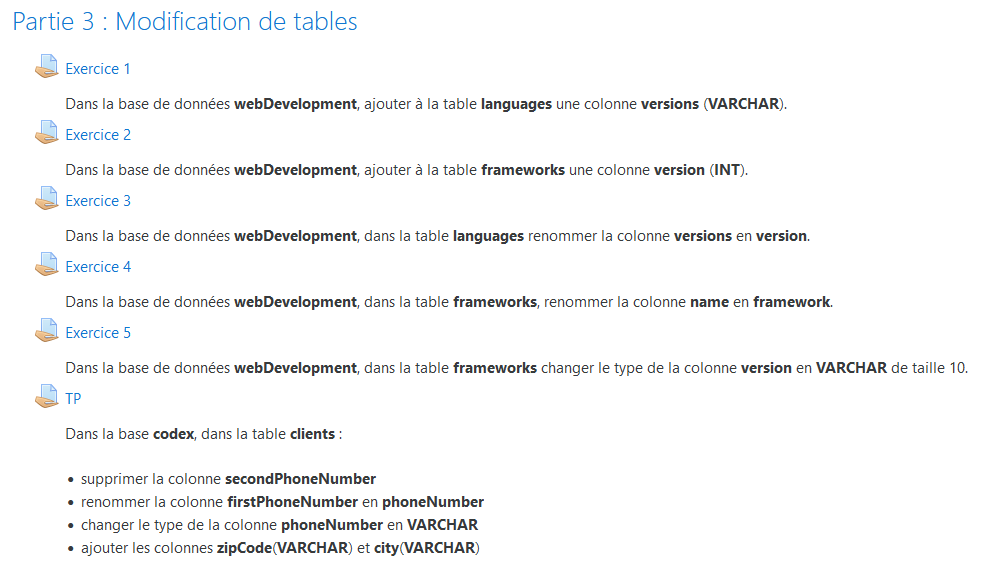 Partie 3 : Modification de tables
Exercice 1
Dans la base de données webDevelopment, ajouter à la table languages une colonne versions (VARCHAR).
Exercice 2
Dans la base de données webDevelopment, ajouter à la table frameworks une colonne version (INT).
Exercice 3
Dans la base de données webDevelopment, dans la table languages renommer la colonne versions en version.
Exercice 4
Dans la base de données webDevelopment, dans la table frameworks, renommer la colonne name en framework.
Exercice 5
Dans la base de données webDevelopment, dans la table frameworks changer le type de la colonne version en VARCHAR de taille 10.
TP
Dans la base codex, dans la table clients :
• supprimer la colonne secondPhoneNumber
• renommer la colonne firstPhoneNumber en phoneNumber
• changer le type de la colonne phoneNumber en VARCHAR
• ajouter les colonnes zipCode(VARCHAR) et city(VARCHAR)